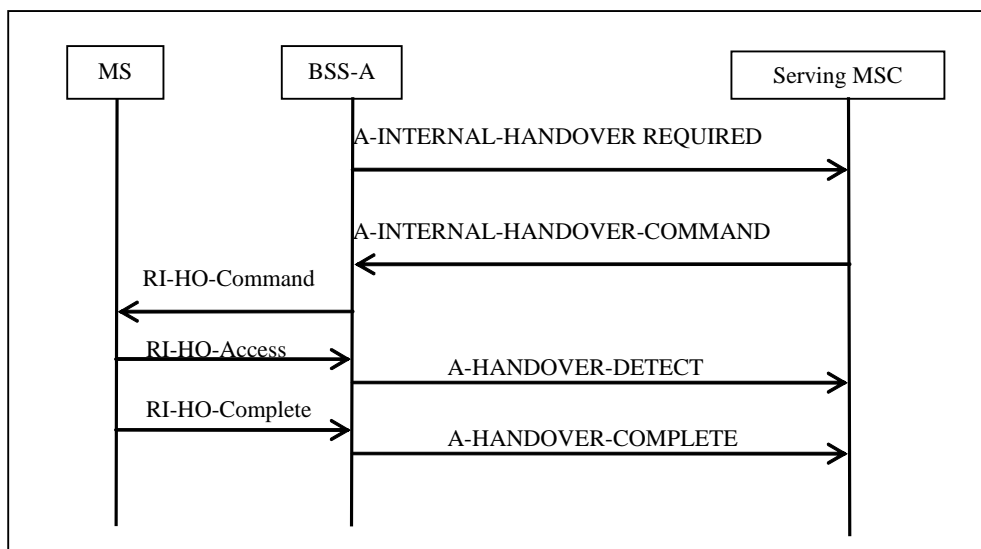 MS
BSS-A
Serving MSC
A-INTERNAL-HANDOVER REQUIRED
A-INTERNAL-HANDOVER-COMMAND
RI-HO-Command
RI-HO-Access
A-HANDOVER-DETECT
RI-HO-Complete
A-HANDOVER-COMPLETE